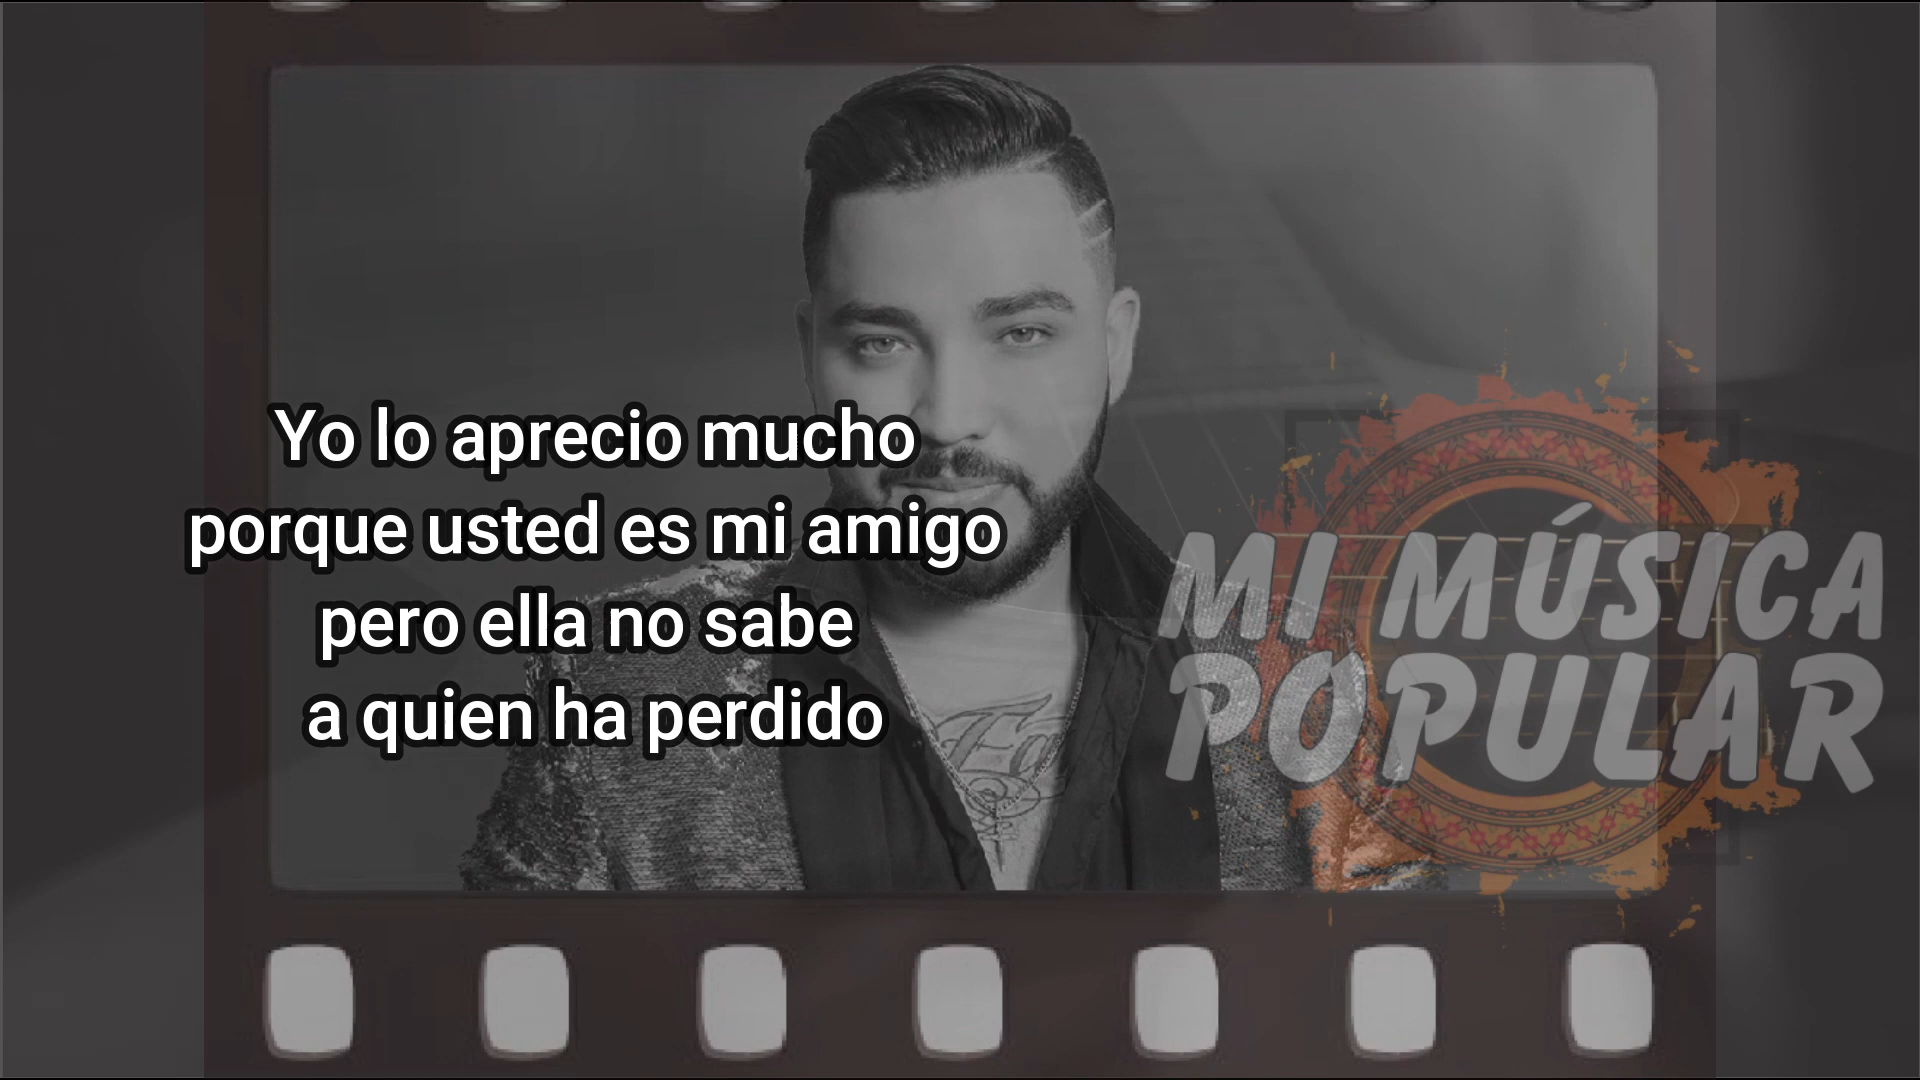 Yo lo aprecio mucho
porque usted es mi amigo
pero ella no sabe
a quien ha perdido
MI MÚSICA
POPULAR